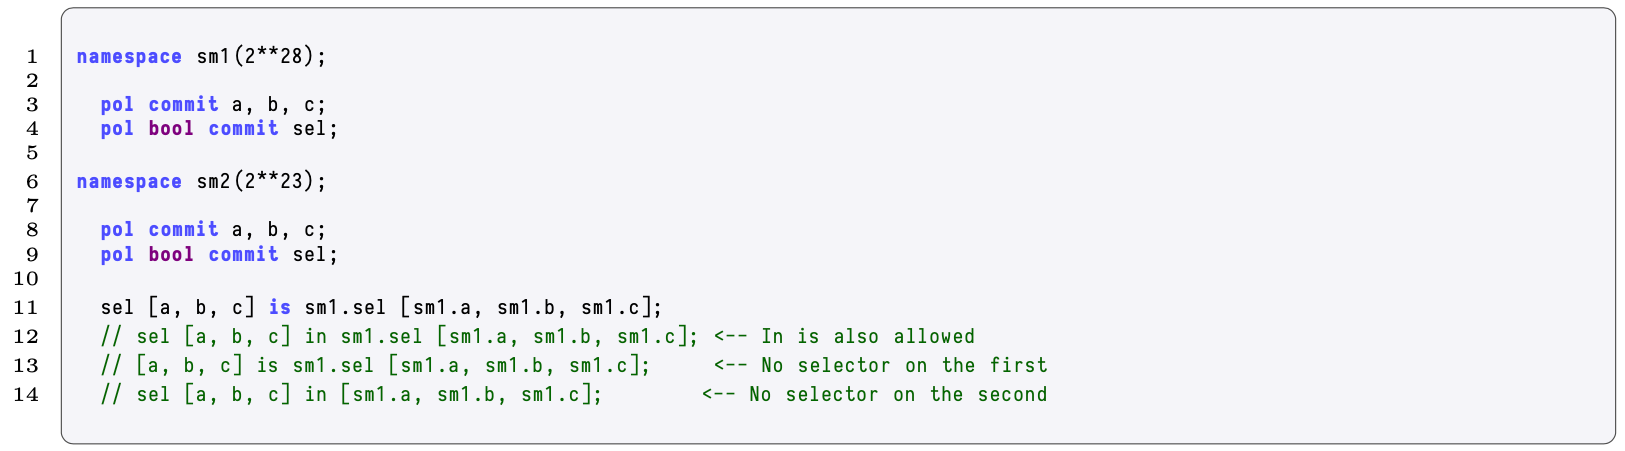 1 namespace sm1(2**28);
2
3 pol commit a, b, c;
4 pol bool commit sel;
5
6 namespace sm2(2**23);
7
8 pol commit a, b, c;
9 pol bool commit sel;
10
11 sel [a, b, c] is sm1.sel [sm1.a, sm1.b, sm1.c];
12 // sel [a, b, c] in sm1.sel [sm1.a, sm1.b, sm1.c]; <-- In is also allowed
13 // [a, b, c] is sm1.sel [sm1.a, sm1.b, sm1.c]; <-- No selector on the first
14 // sel [a, b, c] in [sm1.a, sm1.b, sm1.c]; <-- No selector on the second